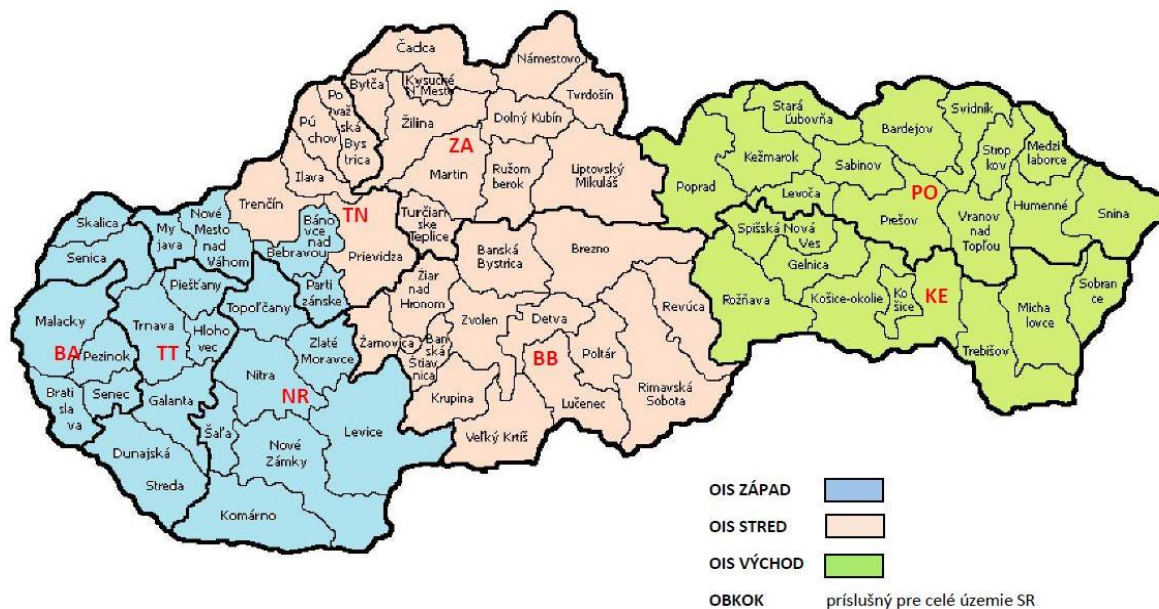 Čadca
Námestovo
Bytča
Kysucké
N Mesto
Tvrdošín
Po
važ
ská
Bys
trica
Pú
chov
Žilina
Dolný Kubín
ZA
Ilava
Martin
Ružom
berok
Liptovský
Mikuláš
Trenčín
TN
Turčian
ske
Teplice
Skalica
My
java
Nové
Mesto
nad
Váhom
Báno
vce
nad
Bebravou
Prievidza
Senica
Banská
Bystrica
Brezno
Piešťany
Topoľčany
Parti
zánske
Žiar
nad
Hronom
Revúca
Malacky
Trnava
Hloho
vec
Zlaté
Moravce
Žarnovica
Ban
ská
Štiav
nica
Zvolen
Detva
BA
Pezinok
TT
Nitra
BB
Poltár
Brati
sla
va
Senec
Galanta
NR
Krupina
Lučenec
Rimavská
Sobota
Šaľa
Levice
Veľký Krtíš
Dunajská
Streda
Nové
Zámky
Komárno
Stará
Ľubovňa
Bardejov
Svidník
Strop
kov
Medzi
laborce
Kežmarok
Sabinov
Poprad
Levoča
PO
Humenné
Snina
Prešov
Vranov
nad
Topľou
Spišská Nová
Ves
Gelnica
Rožňava
Košice-okolie
Ko
šice
KE
Micha
lovce
Sobran
ce
Trebišov
OIS ZÁPAD
OIS STRED
OIS VÝCHOD
OBKOK príslušný pre celé územie SR